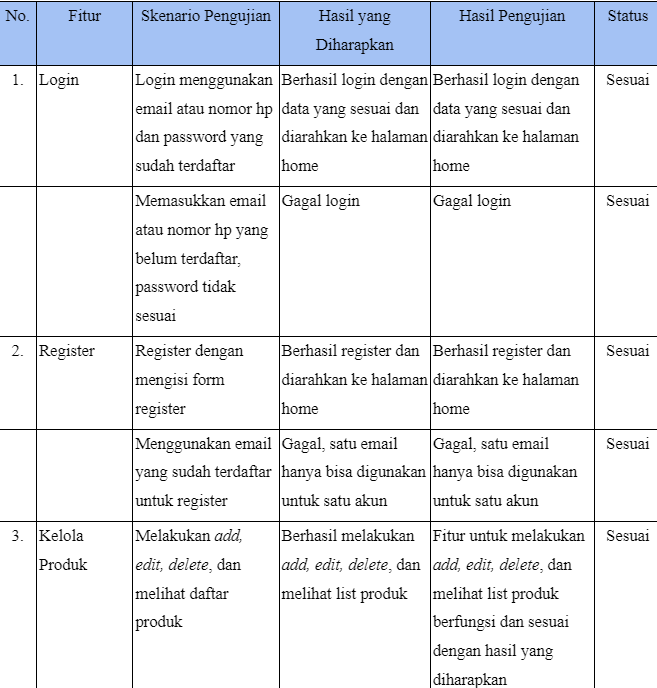 No. Fitur Skenario Pengujian Hasil yang Diharapkan Hasil Pengujian Status
1. Login
Login menggunakan
email atau nomor hp
dan password yang
sudah terdaftar
Berhasil login dengan
data yang sesuai dan
diarahkan ke halaman
home
Berhasil login dengan
data yang sesuai dan
diarahkan ke halaman
home
Sesuai
Memasukkan email
atau nomor hp yang
belum terdaftar,
password tidak
sesuai
Gagal login
Gagal login
Sesuai
2. Register
Register dengan
mengisi form
register
Berhasil register dan
diarahkan ke halaman
home
Berhasil register dan
diarahkan ke halaman
home
Sesuai
Menggunakan email
yang sudah terdaftar
untuk register
Gagal, satu email
hanya bisa digunakan
untuk satu akun
Gagal, satu email
hanya bisa digunakan
untuk satu akun
Sesuai
3. Kelola
Produk
Melakukan add,
edit, delete, dan
melihat daftar
produk
Berhasil melakukan
add, edit, delete, dan
melihat list produk
Fitur untuk melakukan
add, edit, delete, dan
melihat list produk
berfungsi dan sesuai
dengan hasil yang
diharapkan
Sesuai